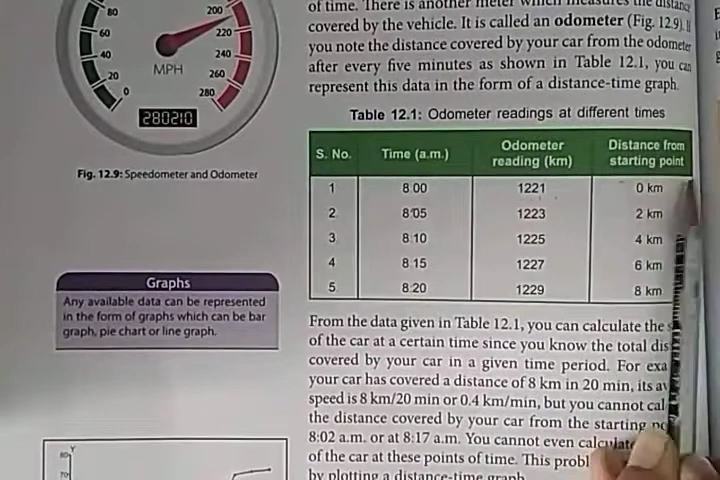 80
60
40
20
0
200
220
240
260
280
MPH
280210
Fig. 12.9: Speedometer and Odometer
Graphs
Any available data can be represented
in the form of graphs which can be bar
graph, pie chart or line graph.
Y
80
70
of time. There is another meter which measures the distance
covered by the vehicle. It is called an odometer (Fig. 12.9).
you note the distance covered by your car from the odometer
after every five minutes as shown in Table 12.1, you can
represent this data in the form of a distance-time graph.
Table 12.1: Odometer readings at different times
S. No. Time (a.m.) Odometer reading (km) Distance from starting point
1 8:00 1221 0 km
2 8:05 1223 2 km
3 8:10 1225 4 km
4 8:15 1227 6 km
5 8:20 1229 8 km
From the data given in Table 12.1, you can calculate the
of the car at a certain time since you know the total dis
covered by your car in a given time period. For exa
your car has covered a distance of 8 km in 20 min, its av
speed is 8 km/20 min or 0.4 km/min, but you cannot cal
the distance covered by your car from the starting po
8:02 a.m. or at 8:17 a.m. You cannot even calculate
of the car at these points of time. This probl
by plotting a distance-time graph.